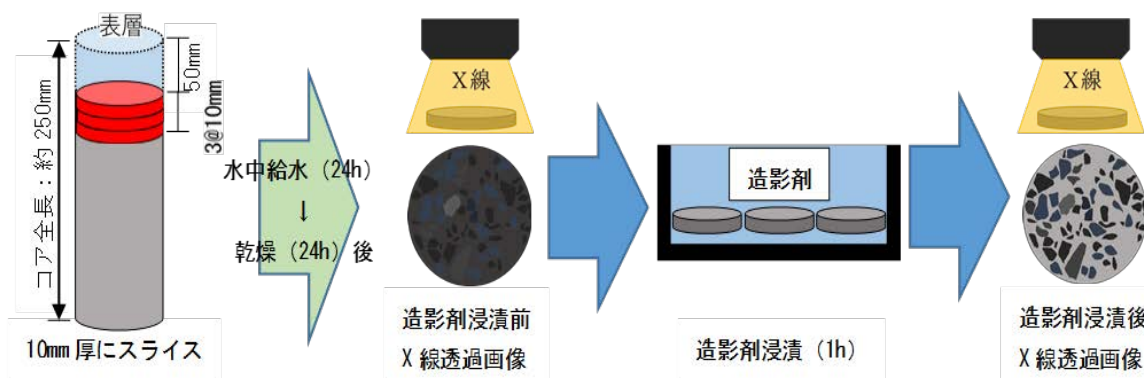 表層
50mm
3@10mm
コア全長：約 250mm
10mm 厚にスライス
水中給水（24h）
↓
乾燥（24h）後
X線
造影剤浸漬前
X 線透過画像
造影剤
造影剤浸漬（1h）
X線
造影剤浸漬後
X 線透過画像